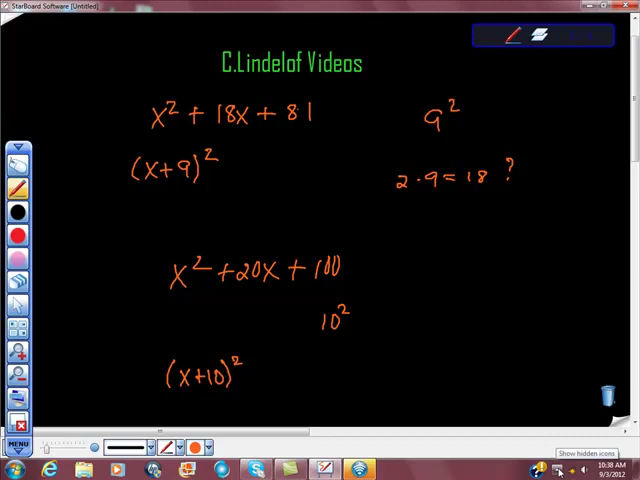 StarBoard Software [Untitled]
C.Lindelof Videos
x² + 18x + 81
9²
(x+9)²
2 · 9 = 18 ?
x² + 20x + 100
10²
(x+10)²
MENU
Show hidden icons
10:38 AM
9/3/2012